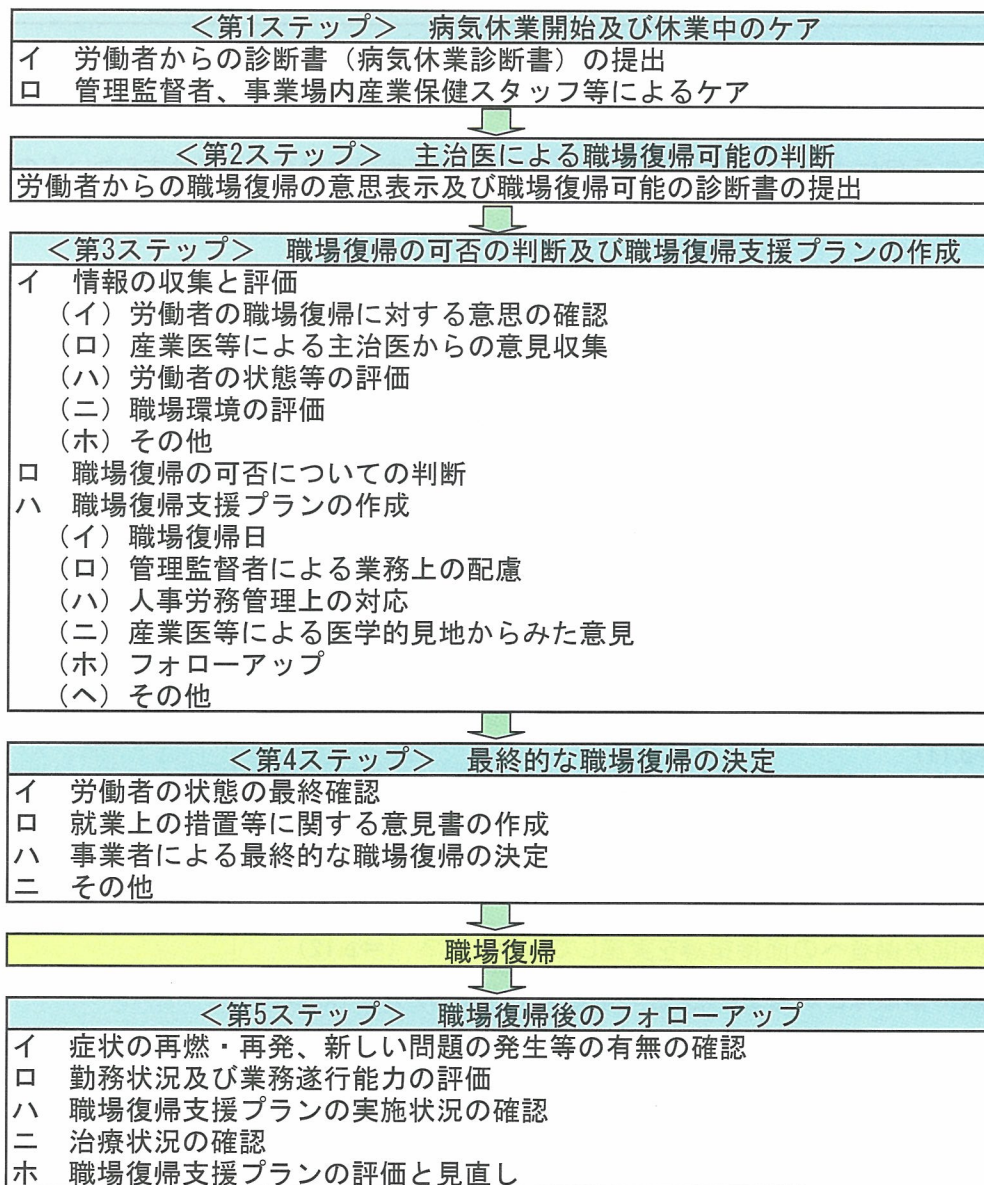 ＜第1ステップ＞　病気休業開始及び休業中のケア
イ　労働者からの診断書（病気休業診断書）の提出
ロ　管理監督者、事業場内産業保健スタッフ等によるケア
＜第2ステップ＞　主治医による職場復帰可能の判断
労働者からの職場復帰の意思表示及び職場復帰可能の診断書の提出
＜第3ステップ＞　職場復帰の可否の判断及び職場復帰支援プランの作成
イ　情報の収集と評価
（イ）労働者の職場復帰に対する意思の確認
（ロ）産業医等による主治医からの意見収集
（ハ）労働者の状態等の評価
（ニ）職場環境の評価
（ホ）その他
ロ　職場復帰の可否についての判断
ハ　職場復帰支援プランの作成
（イ）職場復帰日
（ロ）管理監督者による業務上の配慮
（ハ）人事労務管理上の対応
（ニ）産業医等による医学的見地からみた意見
（ホ）フォローアップ
（ヘ）その他
＜第4ステップ＞　最終的な職場復帰の決定
イ　労働者の状態の最終確認
ロ　就業上の措置等に関する意見書の作成
ハ　事業者による最終的な職場復帰の決定
ニ　その他
職場復帰
＜第5ステップ＞　職場復帰後のフォローアップ
イ　症状の再燃・再発、新しい問題の発生等の有無の確認
ロ　勤務状況及び業務遂行能力の評価
ハ　職場復帰支援プランの実施状況の確認
ニ　治療状況の確認
ホ　職場復帰支援プランの評価と見直し